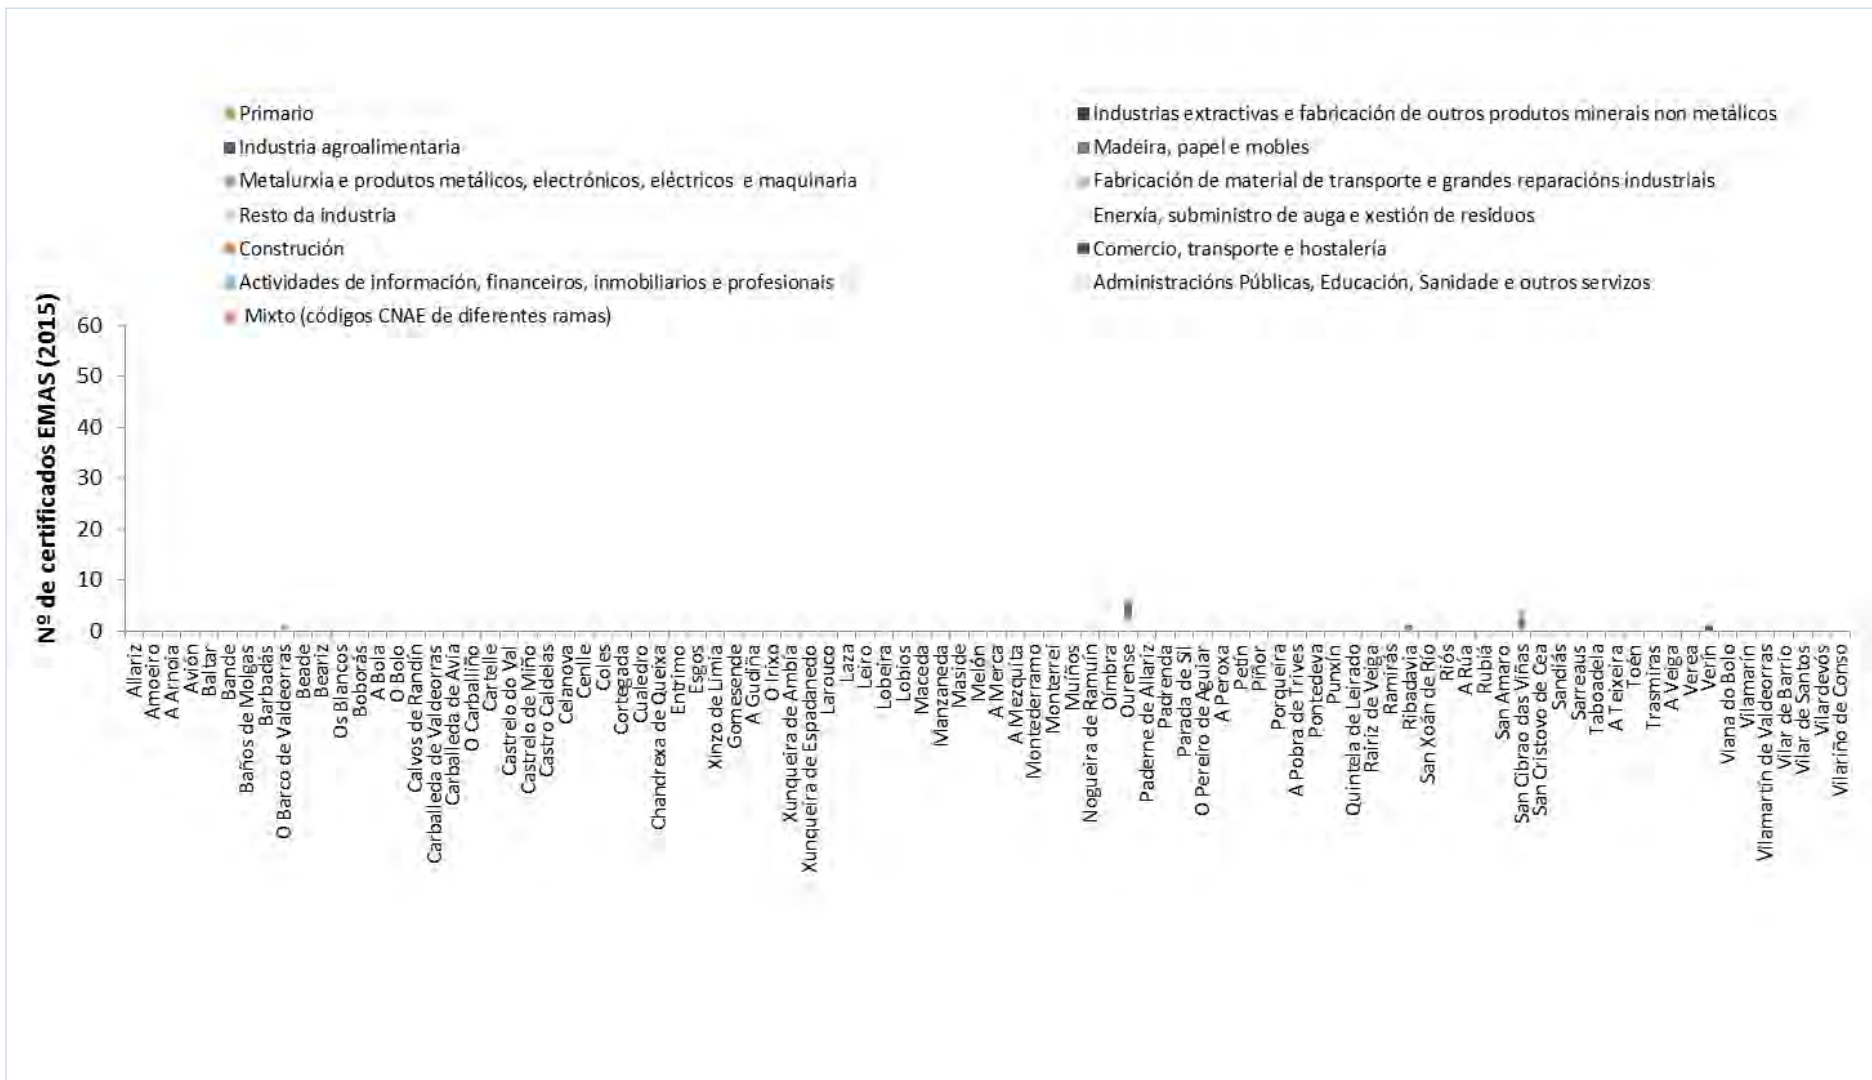 Primario
Industrias extractivas e fabricación de outros produtos minerais non metálicos
Industria agroalimentaria
Madeira, papel e mobles
Metalurxia e produtos metálicos, electrónicos, eléctricos e maquinaria
Fabricación de material de transporte e grandes reparacións industriais
Resto da industria
Enerxía, subministro de auga e xestión de residuos
Construción
Comercio, transporte e hostalería
Actividades de información, financeiros, inmobiliarios e profesionais
Administracións Públicas, Educación, Sanidade e outros servizos
Mixto (códigos CNAE de diferentes ramas)
Nº de certificados EMAS (2015)
60
50
40
30
20
10
0
Allariz
Amoeiro
A Arnoia
Avión
Baltar
Bande
Baños de Molgas
Barbadás
O Barco de Valdeorras
Beade
Beariz
Os Blancos
Boborás
A Bola
O Bolo
Calvos de Randín
Carballeda de Valdeorras
Carballeda de Avia
O Carballiño
Cartelle
Castrelo do Val
Castrelo de Miño
Castro Caldelas
Celanova
Cenlle
Coles
Cortegada
Cualedro
Chandrexa de Queixa
Entrimo
Esgos
Xinzo de Limia
Gomesende
A Gudiña
O Irixo
Xunqueira de Ambía
Xunqueira de Espadanedo
Larouco
Laza
Leiro
Lobeira
Lobios
Maceda
Manzaneda
Maside
Melón
A Merca
A Mezquita
Montederramo
Monterrei
Muíños
Nogueira de Ramuín
Oímbra
Ourense
Paderne de Allariz
Padrenda
Parada de Sil
O Pereiro de Aguiar
A Peroxa
Petín
Piñor
Porqueira
A Pobra de Trives
Pontedeva
Punxín
Quintela de Leirado
Rairiz de Veiga
Ramirás
Ribadavia
San Xoán de Río
Riós
A Rúa
Rubiá
San Amaro
San Cibrao das Viñas
San Cristovo de Cea
Sandiás
Sarreaus
Taboadela
A Teixeira
Toén
Trasmiras
A Veiga
Verea
Verín
Viana do Bolo
Vilamarín
Vilamartín de Valdeorras
Vilar de Barrio
Vilar de Santos
Vilardevós
Vilariño de Conso